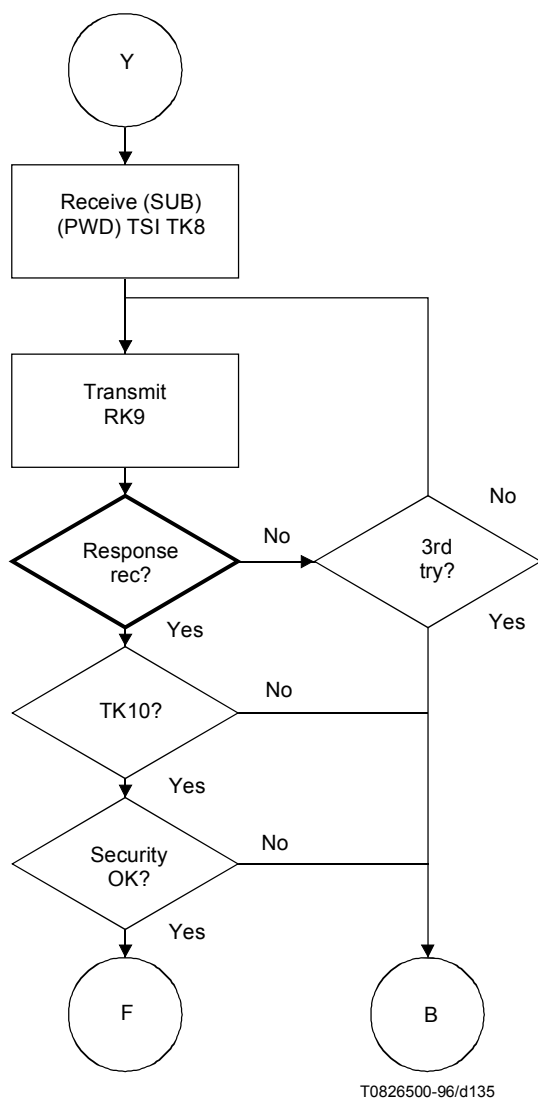 Y
Receive (SUB)
(PWD) TSI TK8
Transmit
RK9
No
Response
rec?
No
3rd
try?
Yes
Yes
TK10?
No
Yes
Security
OK?
No
Yes
F
B
T0826500-96/d135